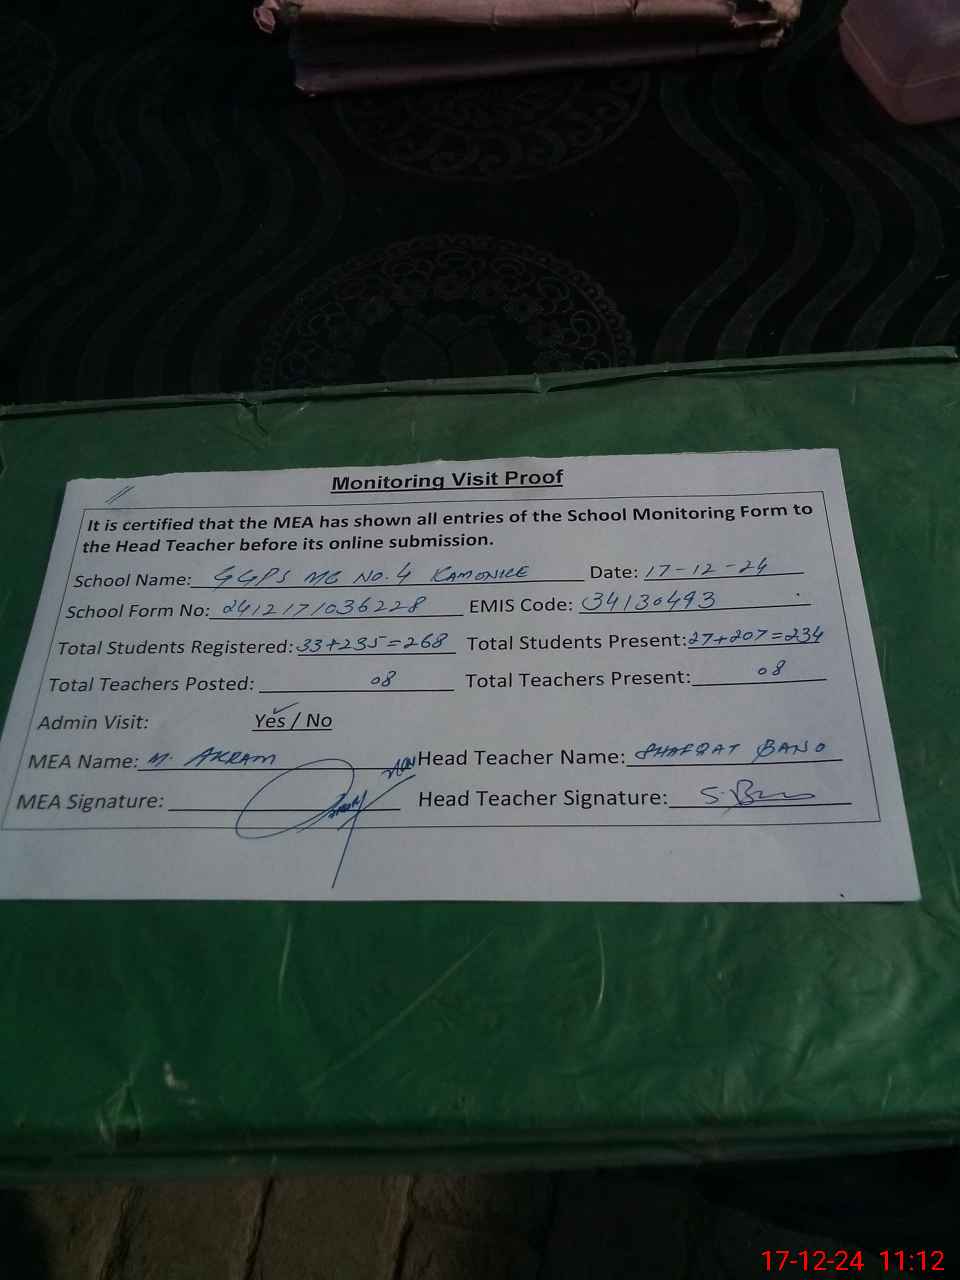 Monitoring Visit Proof
It is certified that the MEA has shown all entries of the School Monitoring Form to
the Head Teacher before its online submission.
School Name: GGPS MC NO.4 KAMONKE Date: 17-12-24
School Form No: 2412171036228 EMIS Code: 34130493
Total Students Registered: 33+235=268 Total Students Present: 27+207=234
Total Teachers Posted: 08 Total Teachers Present: 08
Admin Visit: Yes / No
MEA Name: M. AKRAM Head Teacher Name: SHAFQAT BANO
MEA Signature: Head Teacher Signature:
17-12-24 11:12